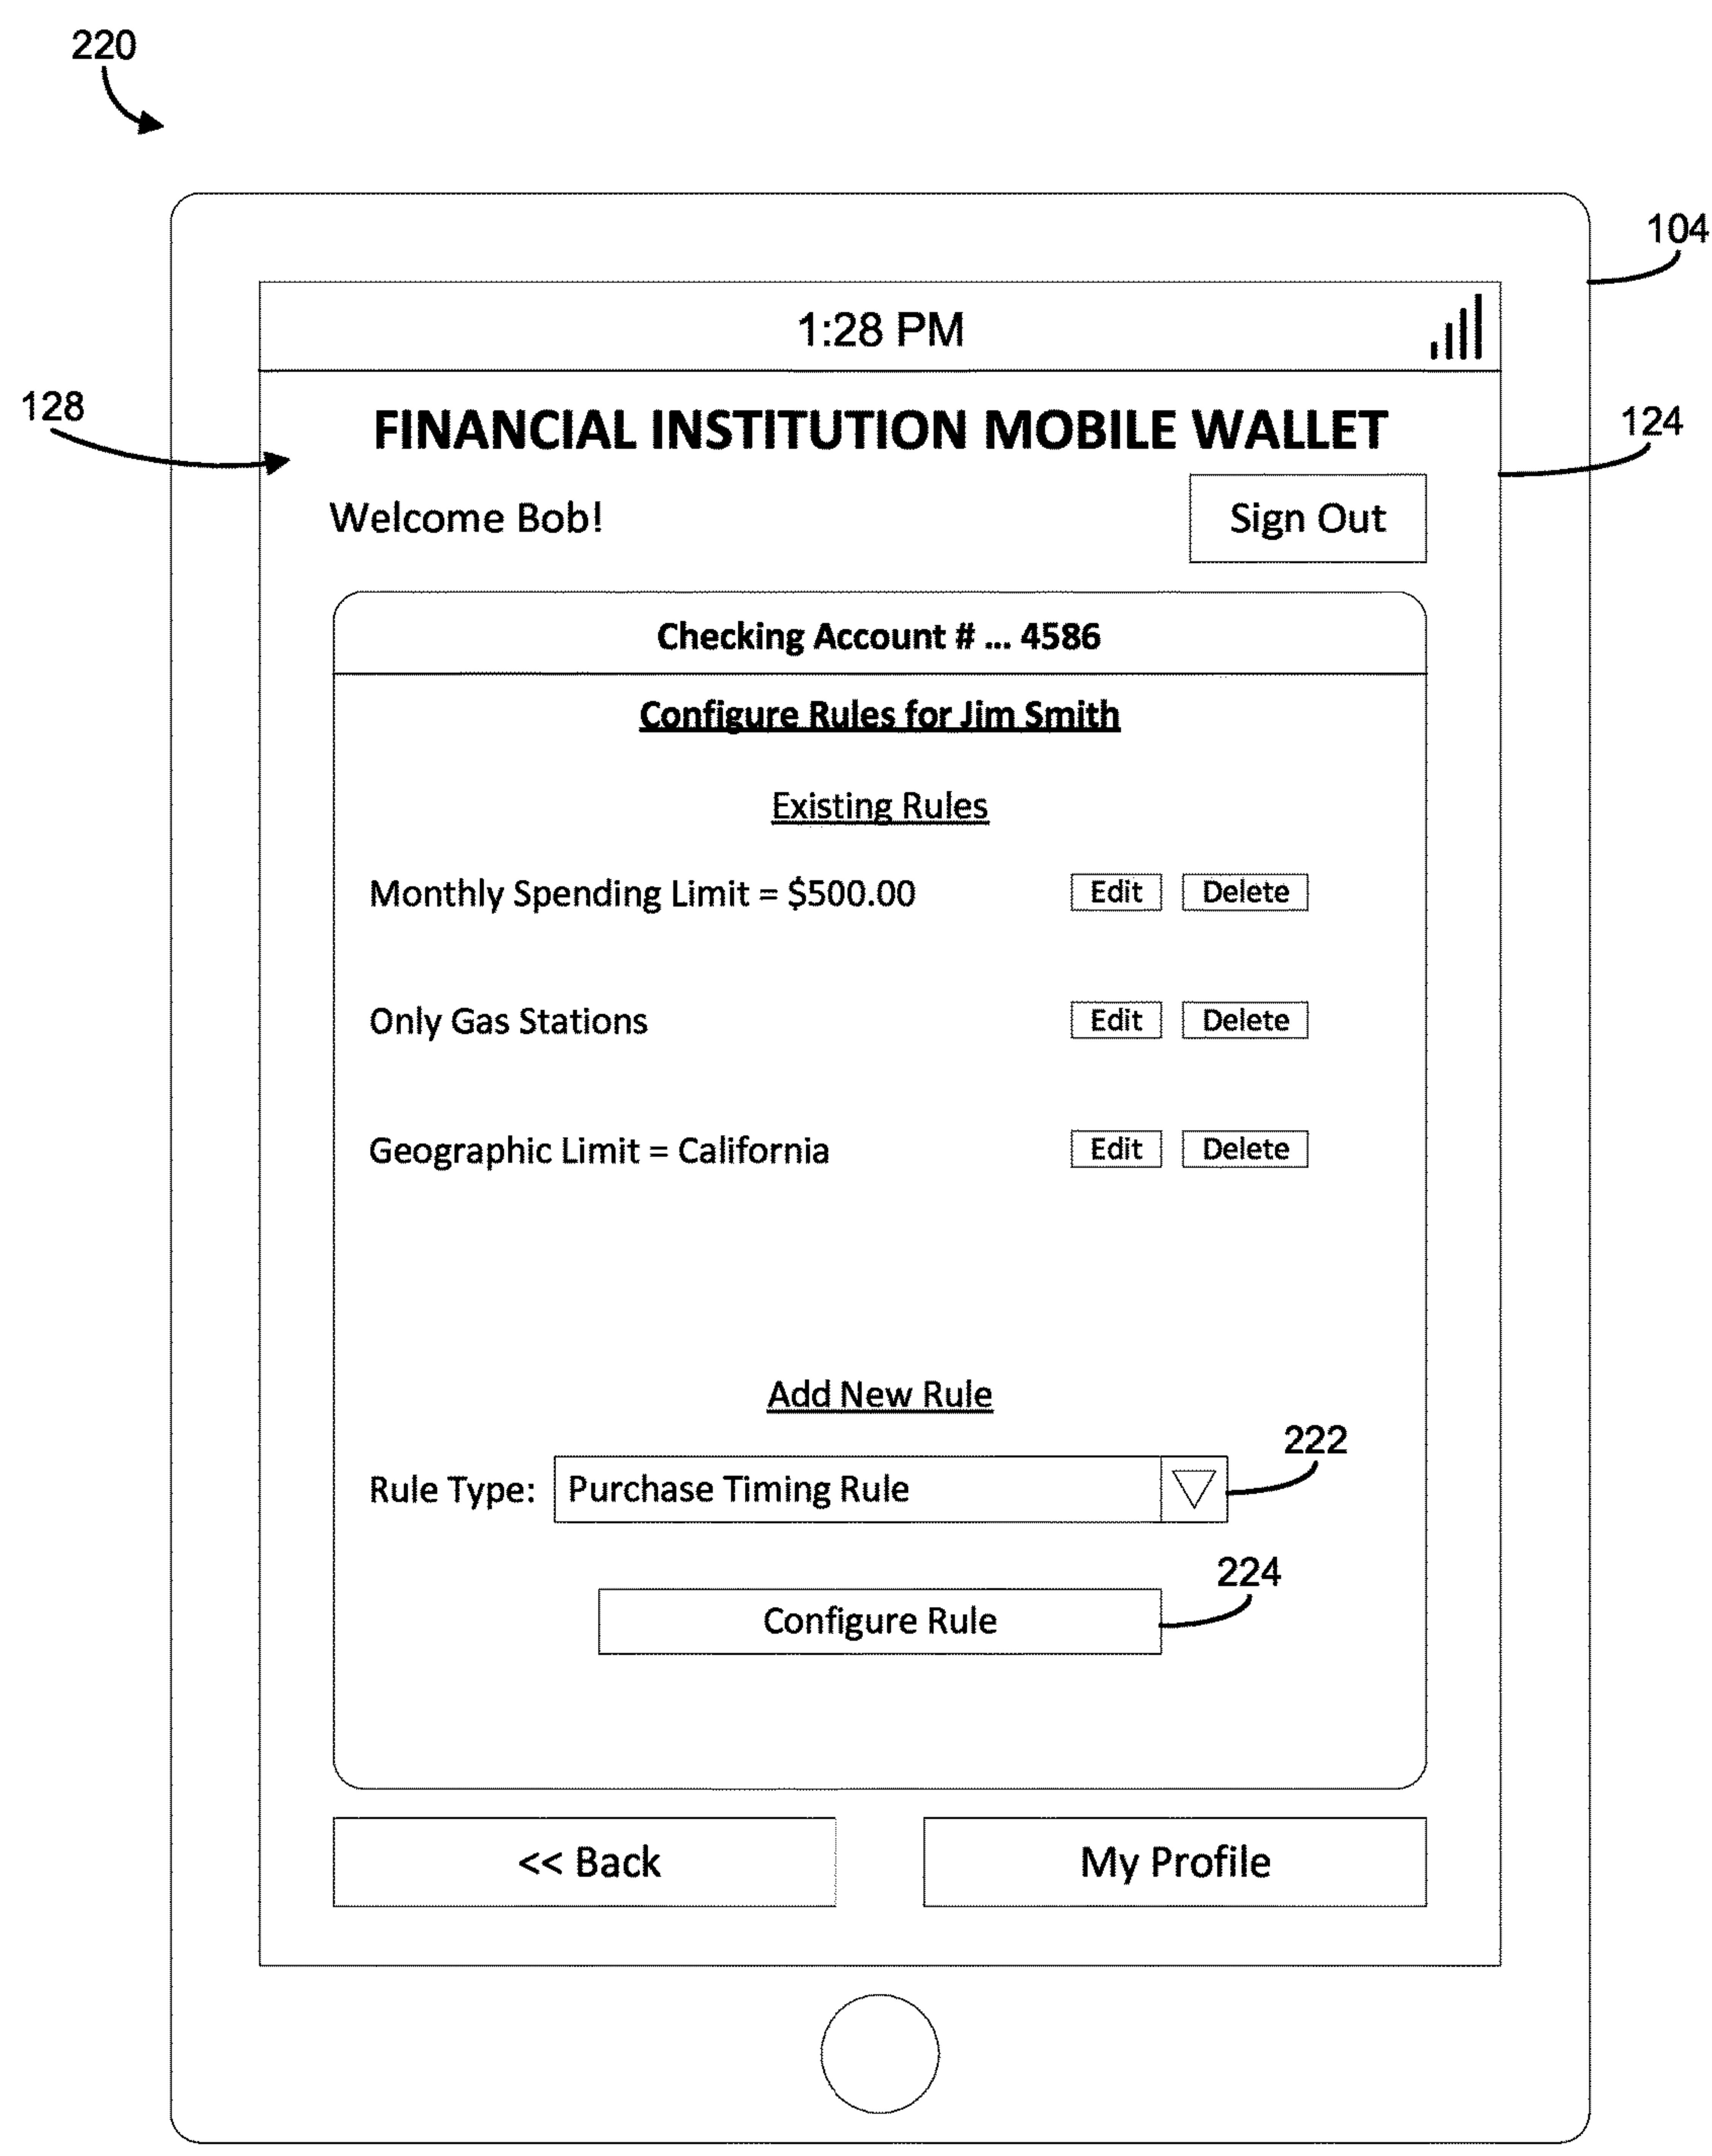 220
104
1:28 PM
128
FINANCIAL INSTITUTION MOBILE WALLET
124
Welcome Bob!
Sign Out
Checking Account # ... 4586
Configure Rules for Jim Smith
Existing Rules
Monthly Spending Limit = $500.00 Edit Delete
Only Gas Stations Edit Delete
Geographic Limit = California Edit Delete
Add New Rule
222
Rule Type: Purchase Timing Rule
224
Configure Rule
<< Back
My Profile